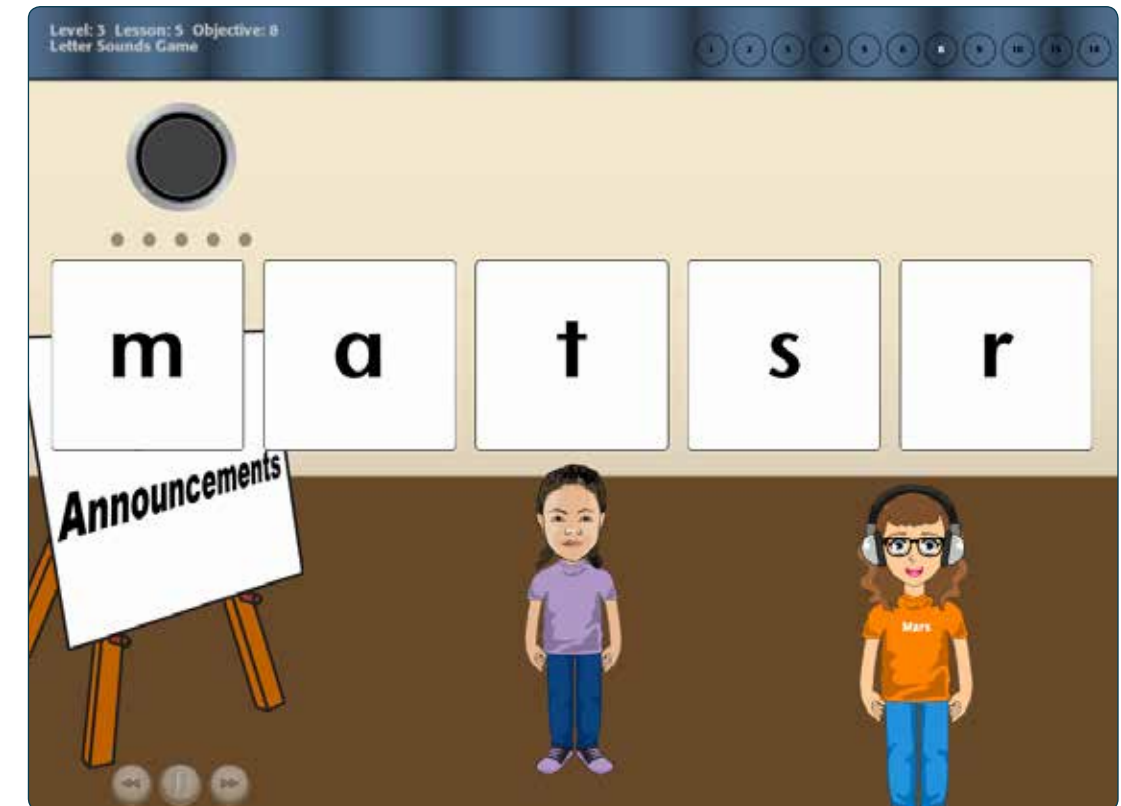 Level: 3 Lesson: 5 Objective: 8
Letter Sounds Game
m a t s r
Announcements
Mars